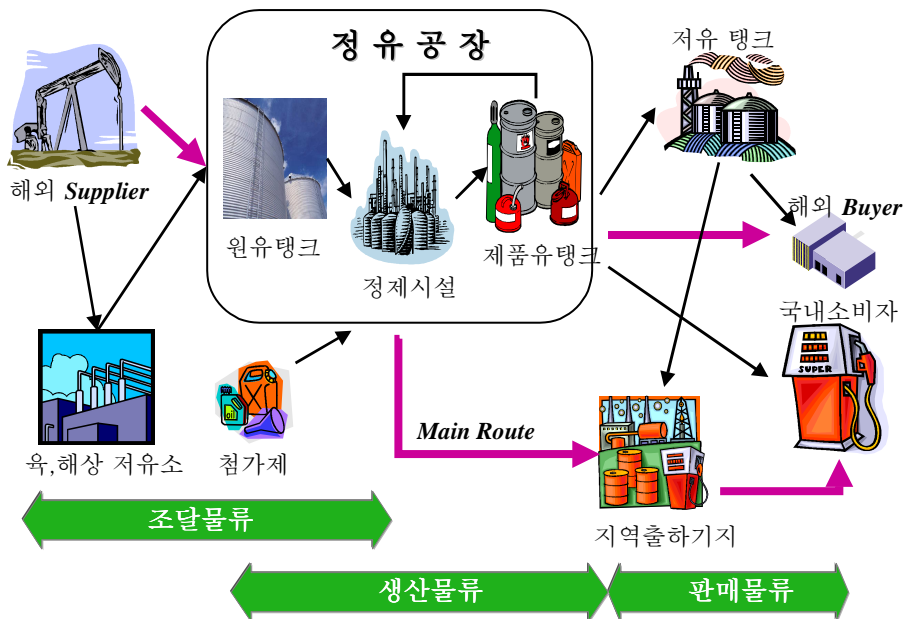 정 유 공 장
저유 탱크
해외 Supplier
원유탱크
정제시설
제품유탱크
해외 Buyer
국내소비자
SUPER
oil
육,해상 저유소
첨가제
Main Route
지역출하기지
조달물류
생산물류
판매물류